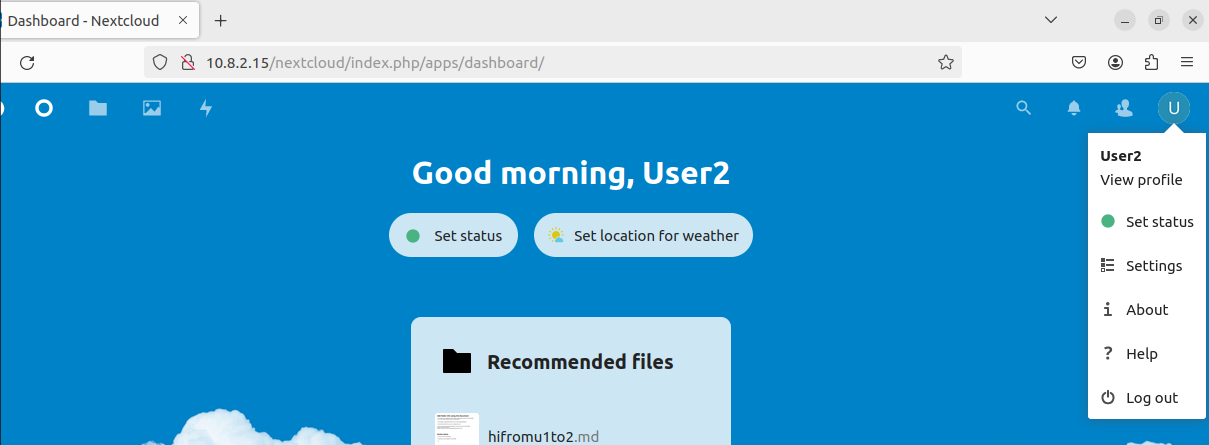 Dashboard - Nextcloud
10.8.2.15/nextcloud/index.php/apps/dashboard/
U
Good morning, User2
Set status
Set location for weather
Recommended files
hifromu1to2.md
User2
View profile
Set status
Settings
About
Help
Log out